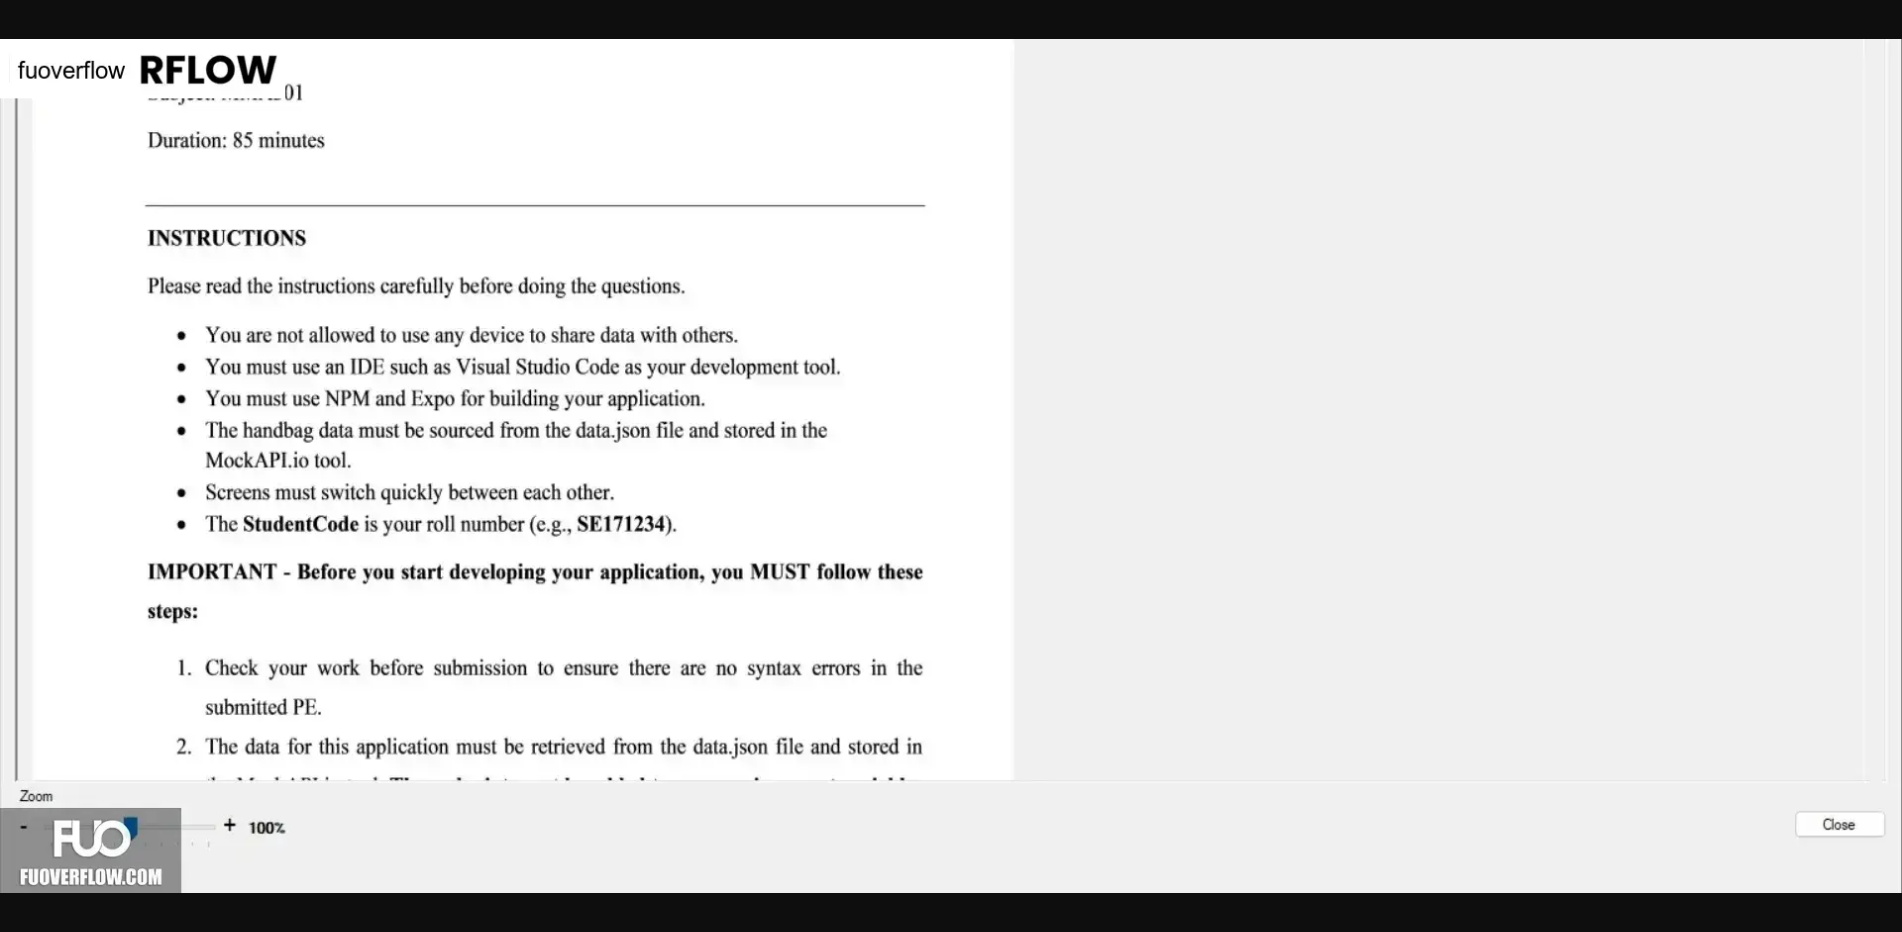 fuoverflow RFLOW
01
Duration: 85 minutes
INSTRUCTIONS
Please read the instructions carefully before doing the questions.
• You are not allowed to use any device to share data with others.
• You must use an IDE such as Visual Studio Code as your development tool.
• You must use NPM and Expo for building your application.
• The handbag data must be sourced from the data.json file and stored in the
MockAPI.io tool.
• Screens must switch quickly between each other.
• The StudentCode is your roll number (e.g., SE171234).
IMPORTANT - Before you start developing your application, you MUST follow these
steps:
1. Check your work before submission to ensure there are no syntax errors in the
submitted PE.
2. The data for this application must be retrieved from the data.json file and stored in
Zoom
- + 100%
Close
FUO
FUOVERFLOW.COM